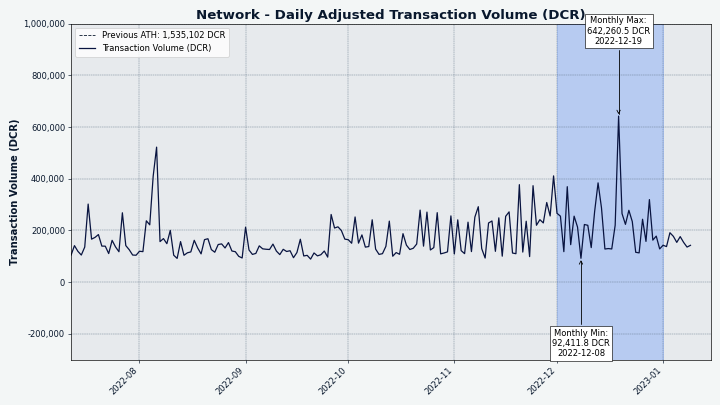 Network - Daily Adjusted Transaction Volume (DCR)
Monthly Max:
642,260.5 DCR
2022-12-19
Previous ATH: 1,535,102 DCR
Transaction Volume (DCR)
Transaction Volume (DCR)
1,000,000
800,000
600,000
400,000
200,000
0
-200,000
Monthly Min:
92,411.8 DCR
2022-12-08
2022-08
2022-09
2022-10
2022-11
2022-12
2023-01